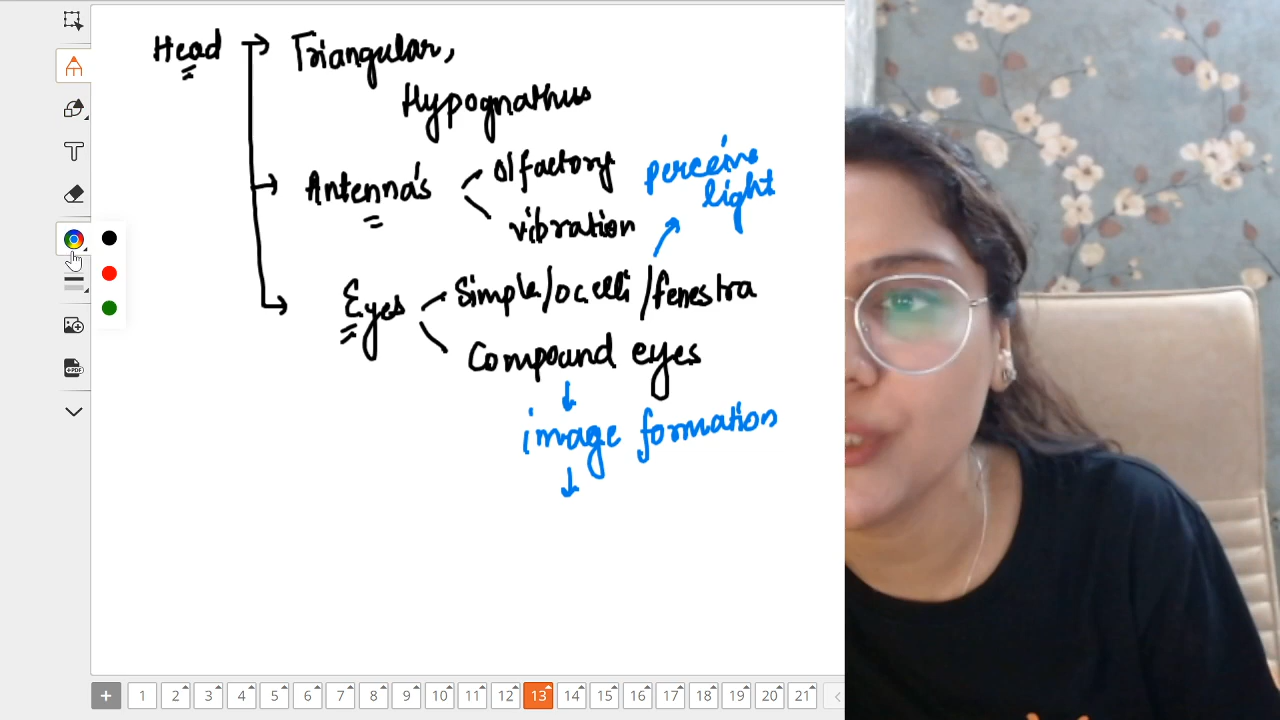 Head → Triangular,
Hypognathus
Antenna's
olfactory
vibration
perceive
light
Eyes
Simple/ocelli/fenestra
Compound eyes
↓
image formation
↓
T
PDF
+ 1 2 3 4 5 6 7 8 9 10 11 12 13 14 15 16 17 18 19 20 21 <